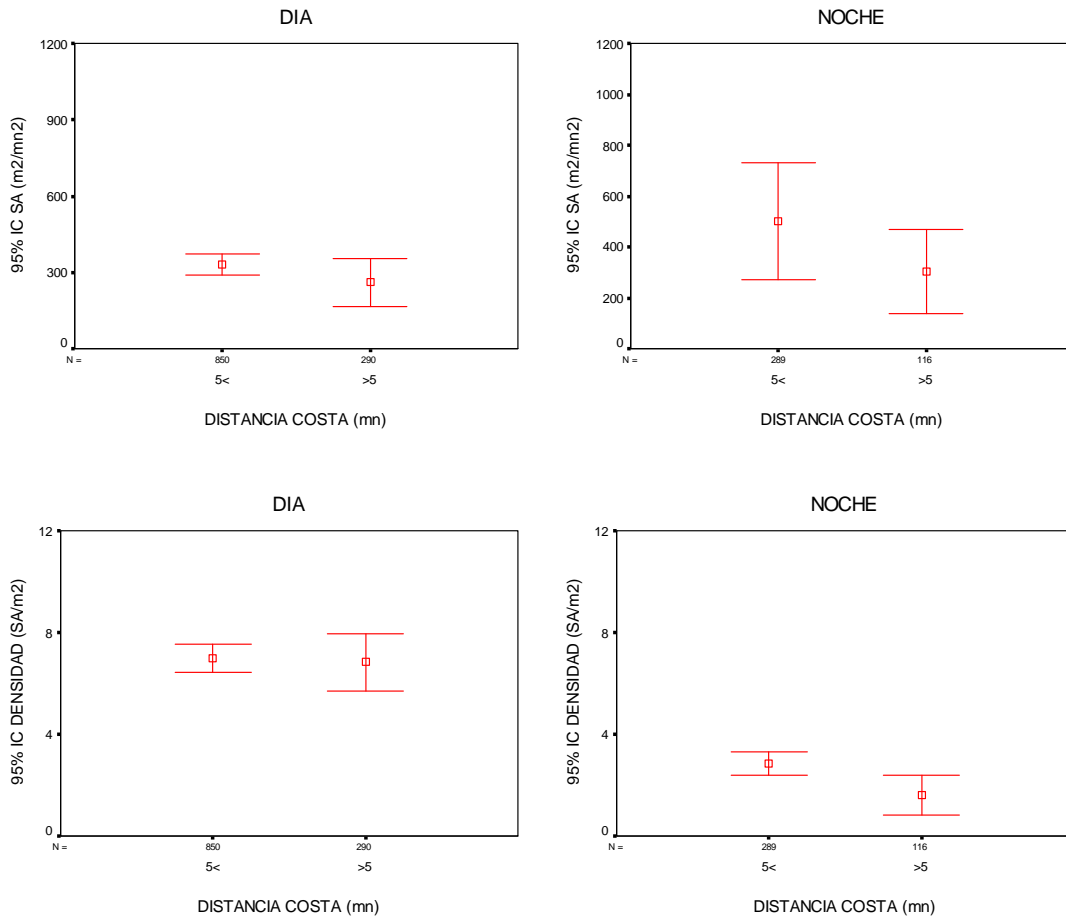 DIA
1200
900
600
300
0
95% IC SA (m2/mn2)
N = 850 290
5< >5
DISTANCIA COSTA (mn)
NOCHE
1200
1000
800
600
400
200
0
95% IC SA (m2/mn2)
N = 289 116
5< >5
DISTANCIA COSTA (mn)
DIA
12
8
4
0
95% IC DENSIDAD (SA/m2)
N = 850 290
5< >5
DISTANCIA COSTA (mn)
NOCHE
12
8
4
0
95% IC DENSIDAD (SA/m2)
N = 289 116
5< >5
DISTANCIA COSTA (mn)